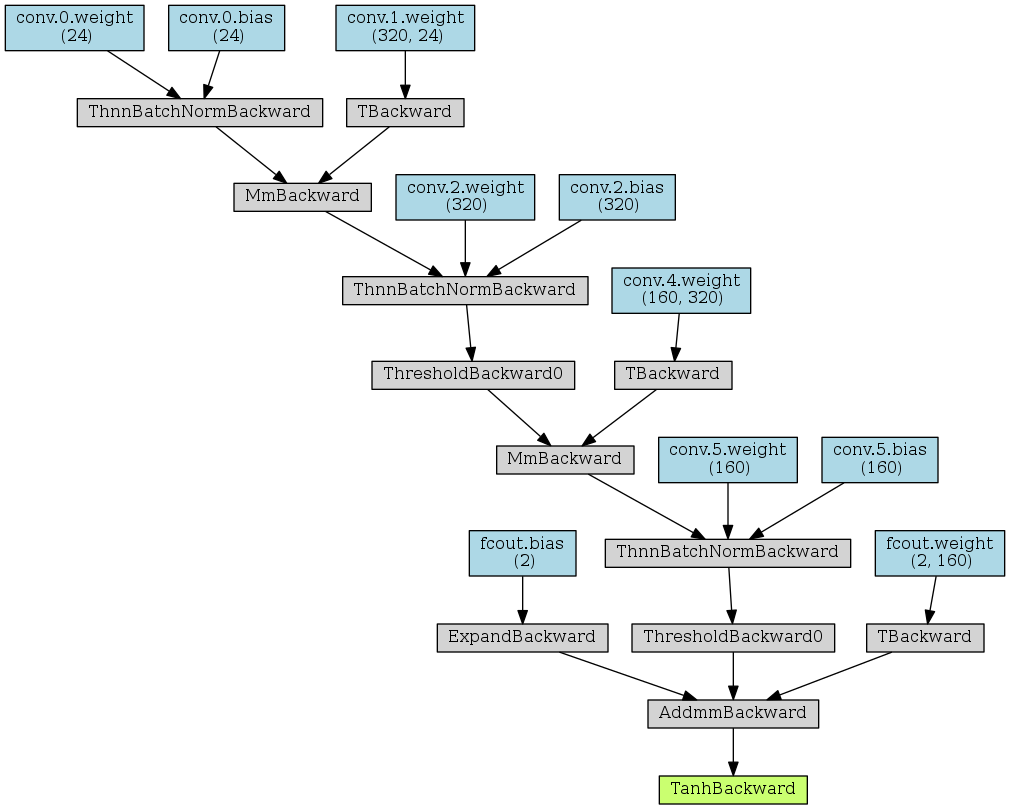 conv.0.weight
(24)
conv.0.bias
(24)
conv.1.weight
(320, 24)
ThnnBatchNormBackward
TBackward
MmBackward
conv.2.weight
(320)
conv.2.bias
(320)
ThnnBatchNormBackward
conv.4.weight
(160, 320)
ThresholdBackward0
TBackward
MmBackward
conv.5.weight
(160)
conv.5.bias
(160)
fcout.bias
(2)
ThnnBatchNormBackward
fcout.weight
(2, 160)
ExpandBackward
ThresholdBackward0
TBackward
AddmmBackward
TanhBackward